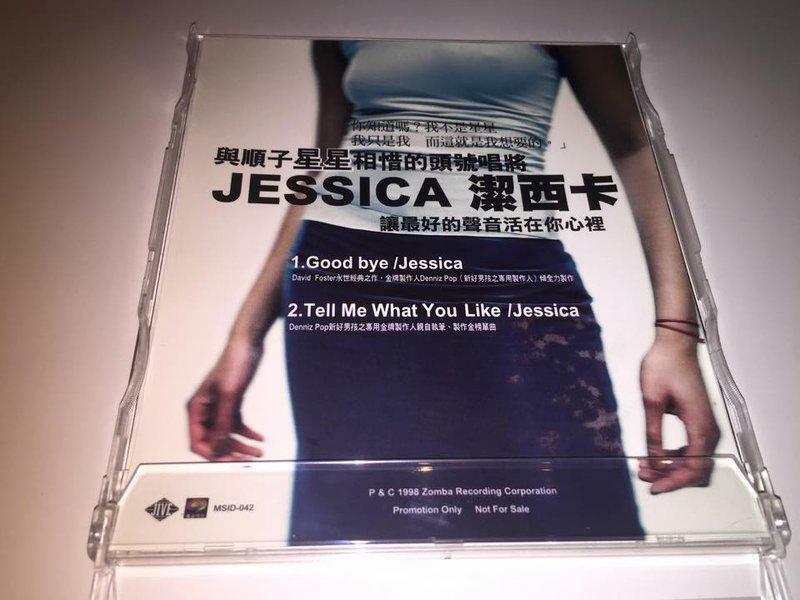 你知道嗎？我不是星星
我只是我　而這就是我想要的。」
與順子星星相惜的頭號唱將
JESSICA 潔西卡
讓最好的聲音活在你心裡
1.Good bye /Jessica
David Foster永世經典之作，金牌製作人Denniz Pop（新好男孩之專用製作人）傾全力製作
2.Tell Me What You Like /Jessica
Denniz Pop新好男孩之專用金牌製作人親自執筆、製作金榜單曲
P & C 1998 Zomba Recording Corporation
JIVE MSID-042 Promotion Only Not For Sale